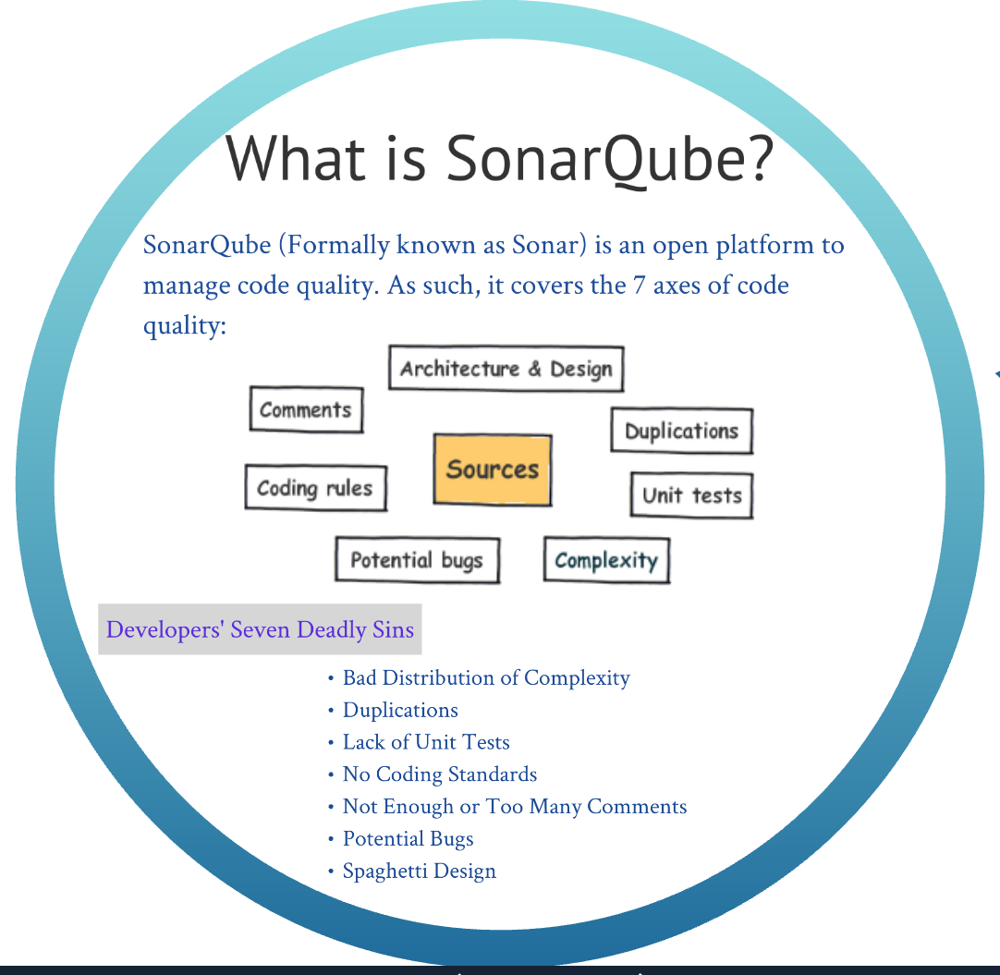 What is SonarQube?
SonarQube (Formally known as Sonar) is an open platform to
manage code quality. As such, it covers the 7 axes of code
quality:
Architecture & Design
Comments
Duplications
Sources
Coding rules
Unit tests
Potential bugs
Complexity
Developers' Seven Deadly Sins
• Bad Distribution of Complexity
• Duplications
• Lack of Unit Tests
• No Coding Standards
• Not Enough or Too Many Comments
• Potential Bugs
• Spaghetti Design